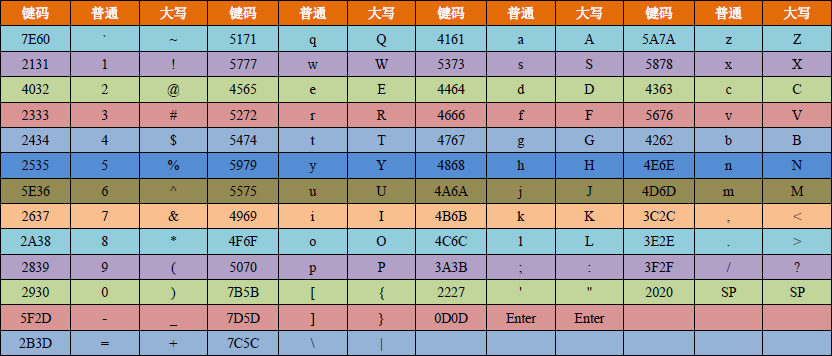 键码 普通 大写 键码 普通 大写 键码 普通 大写 键码 普通 大写
7E60 ` ~ 5171 q Q 4161 a A 5A7A z Z
2131 1 ! 5777 w W 5373 s S 5878 x X
4032 2 @ 4565 e E 4464 d D 4363 c C
2333 3 # 5272 r R 4666 f F 5676 v V
2434 4 $ 5474 t T 4767 g G 4262 b B
2535 5 % 5979 y Y 4868 h H 4E6E n N
5E36 6 ^ 5575 u U 4A6A j J 4D6D m M
2637 7 & 4969 i I 4B6B k K 3C2C , <
2A38 8 * 4F6F o O 4C6C l L 3E2E . >
2839 9 ( 5070 p P 3A3B ; : 3F2F / ?
2930 0 ) 7B5B [ { 2227 ' " 2020 SP SP
5F2D - _ 7D5D ] } 0D0D Enter Enter
2B3D = + 7C5C \ |